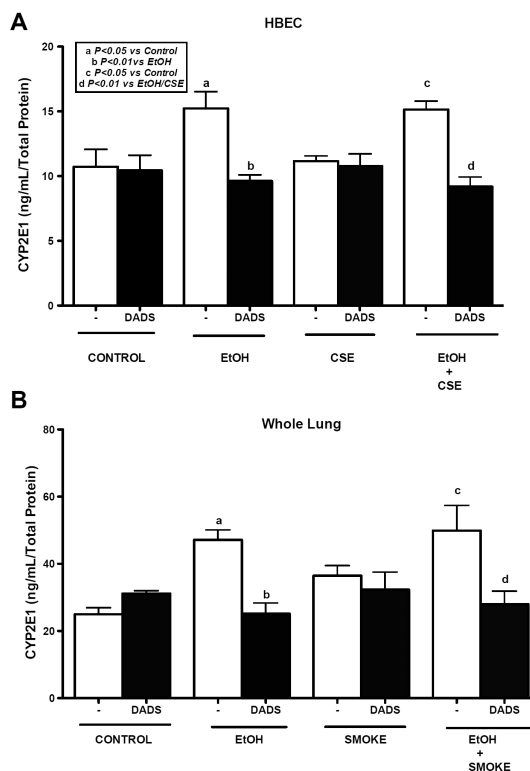 A
HBEC
a P<0.05 vs Control
b P<0.01vs EtOH
c P<0.05 vs Control
d P<0.01 vs EtOH/CSE
CYP2E1 (ng/mL/Total Protein)
20
15
10
5
0
a
b
c
d
- DADS - DADS - DADS - DADS
CONTROL EtOH CSE EtOH
+
CSE
B
Whole Lung
CYP2E1 (ng/mL/Total Protein)
80
60
40
20
0
a
b
c
d
- DADS - DADS - DADS - DADS
CONTROL EtOH SMOKE EtOH
+
SMOKE